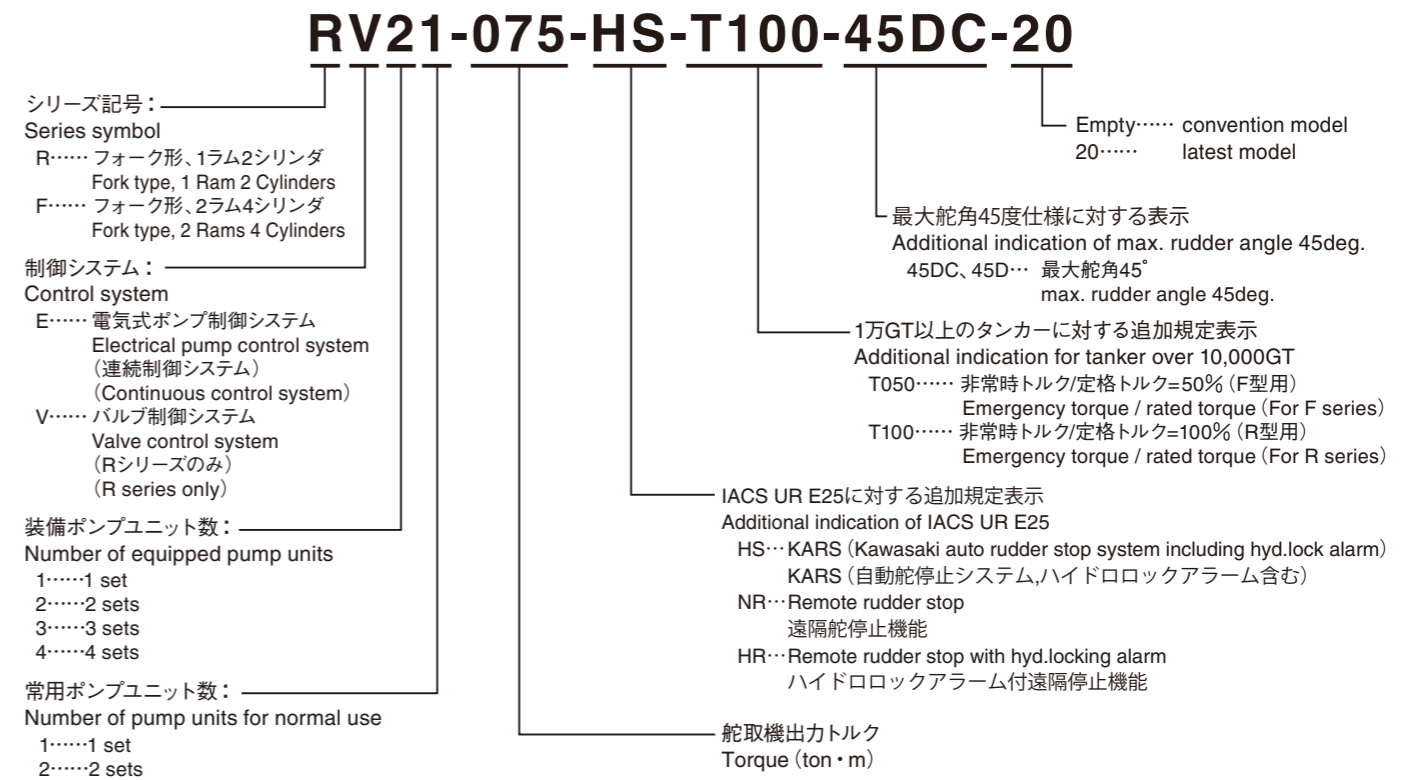 RV21-075-HS-T100-45DC-20
シリーズ記号：
Series symbol
R…… フォーク形、1ラム2シリンダ
Fork type, 1 Ram 2 Cylinders
F…… フォーク形、2ラム4シリンダ
Fork type, 2 Rams 4 Cylinders
制御システム：
Control system
E…… 電気式ポンプ制御システム
Electrical pump control system
（連続制御システム）
（Continuous control system）
V…… バルブ制御システム
Valve control system
（Rシリーズのみ）
（R series only）
装備ポンプユニット数：
Number of equipped pump units
1……1 set
2……2 sets
3……3 sets
4……4 sets
常用ポンプユニット数：
Number of pump units for normal use
1……1 set
2……2 sets
Empty…… convention model
20…… latest model
最大舵角45度仕様に対する表示
Additional indication of max. rudder angle 45deg.
45DC、45D… 最大舵角45°
max. rudder angle 45deg.
1万GT以上のタンカーに対する追加規定表示
Additional indication for tanker over 10,000GT
T050…… 非常時トルク/定格トルク=50%（F型用）
Emergency torque / rated torque（For F series）
T100…… 非常時トルク/定格トルク=100%（R型用）
Emergency torque / rated torque（For R series）
IACS UR E25に対する追加規定表示
Additional indication of IACS UR E25
HS…KARS（Kawasaki auto rudder stop system including hyd.lock alarm）
KARS（自動舵停止システム,ハイドロロックアラーム含む）
NR…Remote rudder stop
遠隔舵停止機能
HR…Remote rudder stop with hyd.locking alarm
ハイドロロックアラーム付遠隔停止機能
舵取機出力トルク
Torque（ton・m）